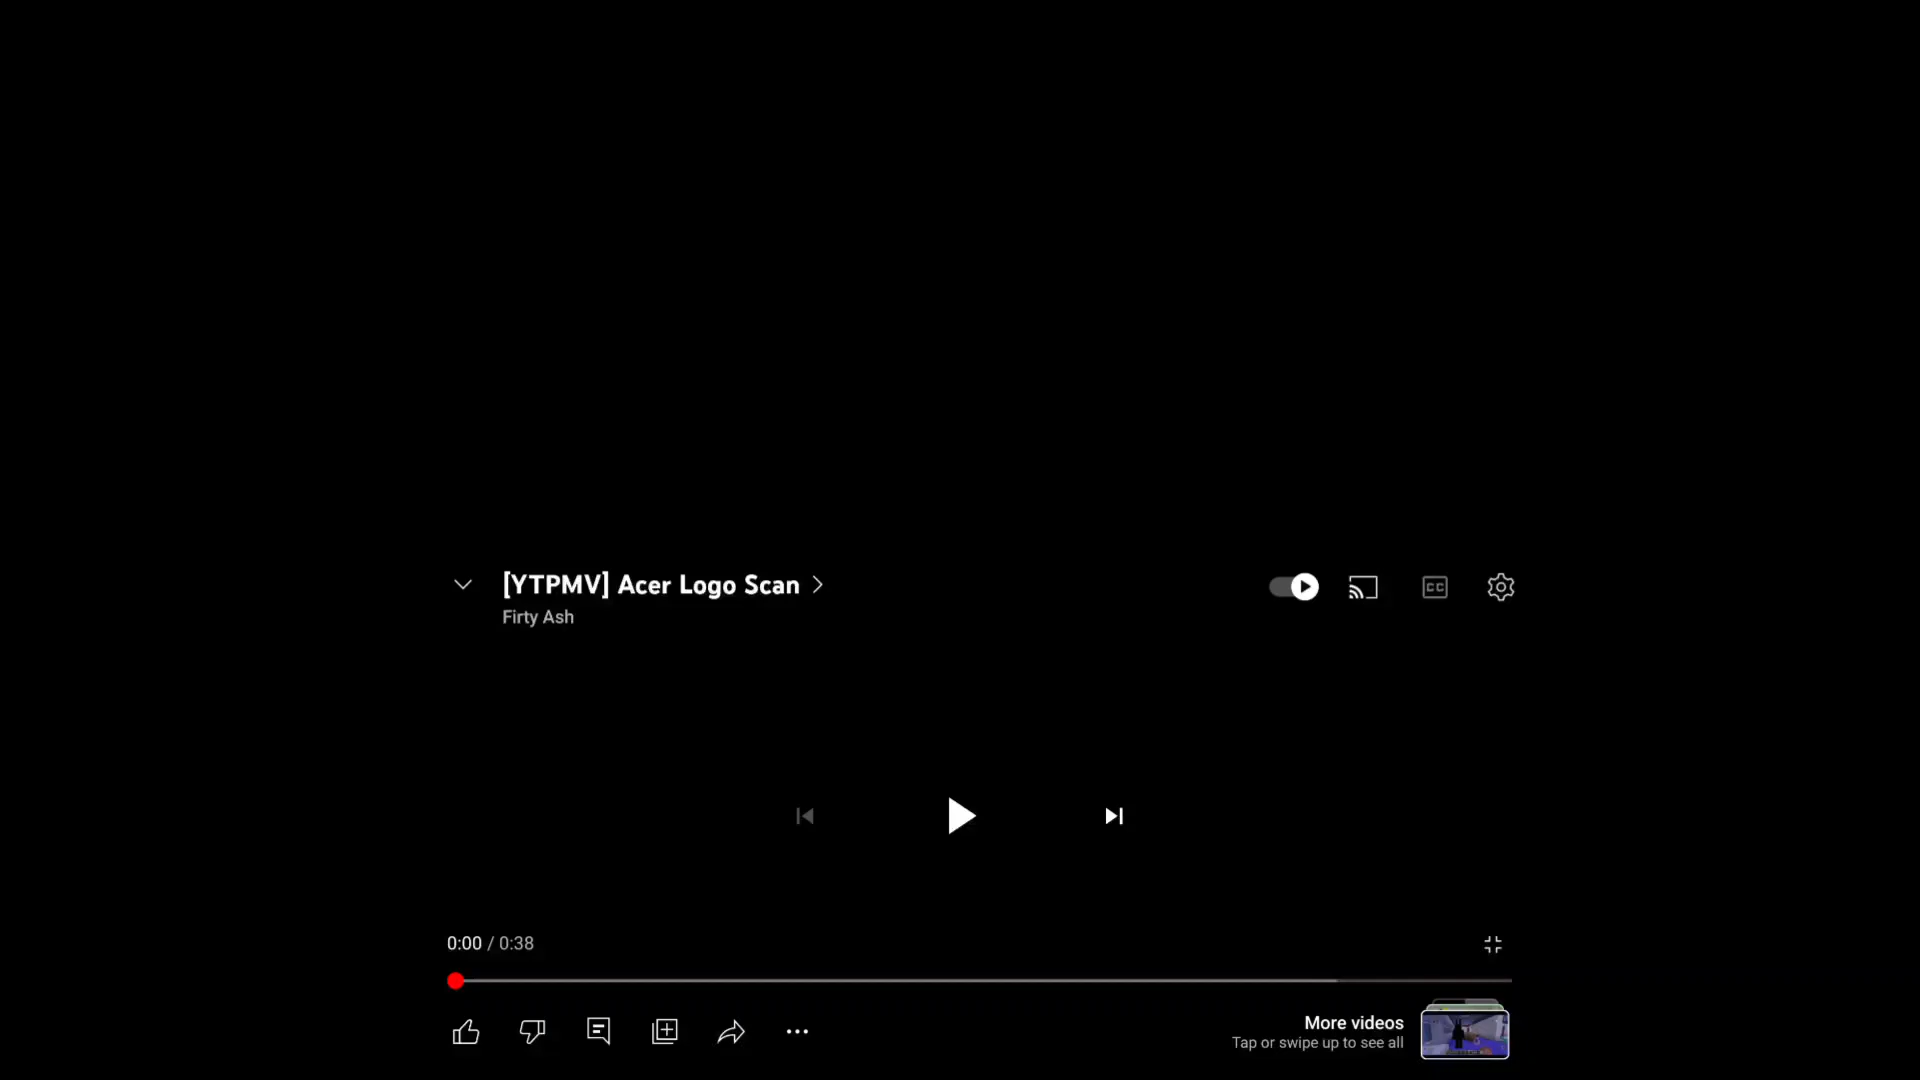 [YTPMV] Acer Logo Scan
Firty Ash
CC
0:00 / 0:38
More videos
Tap or swipe up to see all